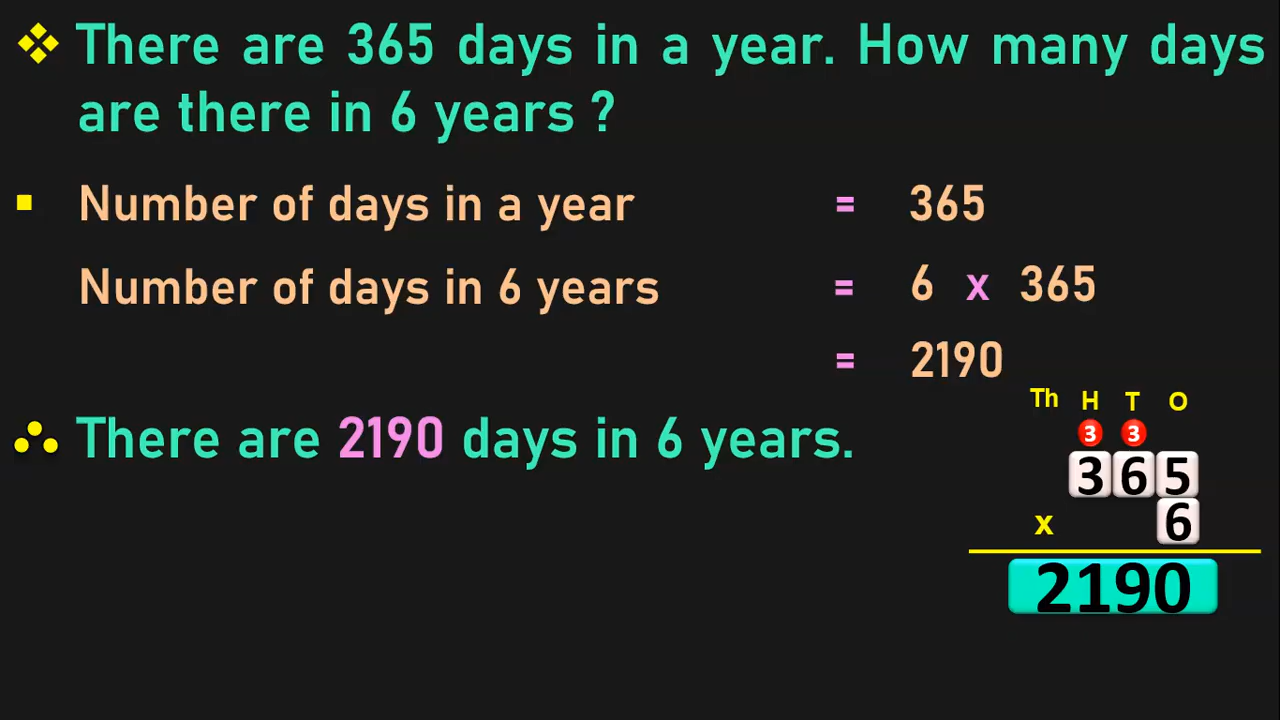 There are 365 days in a year. How many days
are there in 6 years ?
Number of days in a year = 365
Number of days in 6 years = 6 x 365
= 2190
There are 2190 days in 6 years.
Th H T O
3 3
3 6 5
x 6
2190